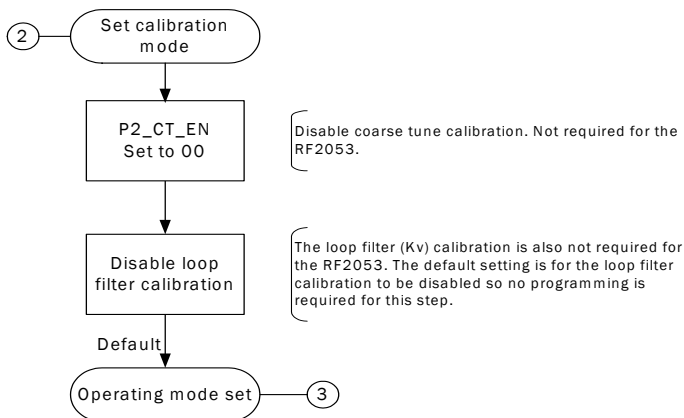 2
Set calibration
mode
P2_CT_EN
Set to 00
Disable coarse tune calibration. Not required for the
RF2053.
Disable loop
filter calibration
The loop filter (Kv) calibration is also not required for
the RF2053. The default setting is for the loop filter
calibration to be disabled so no programming is
required for this step.
Default
Operating mode set
3